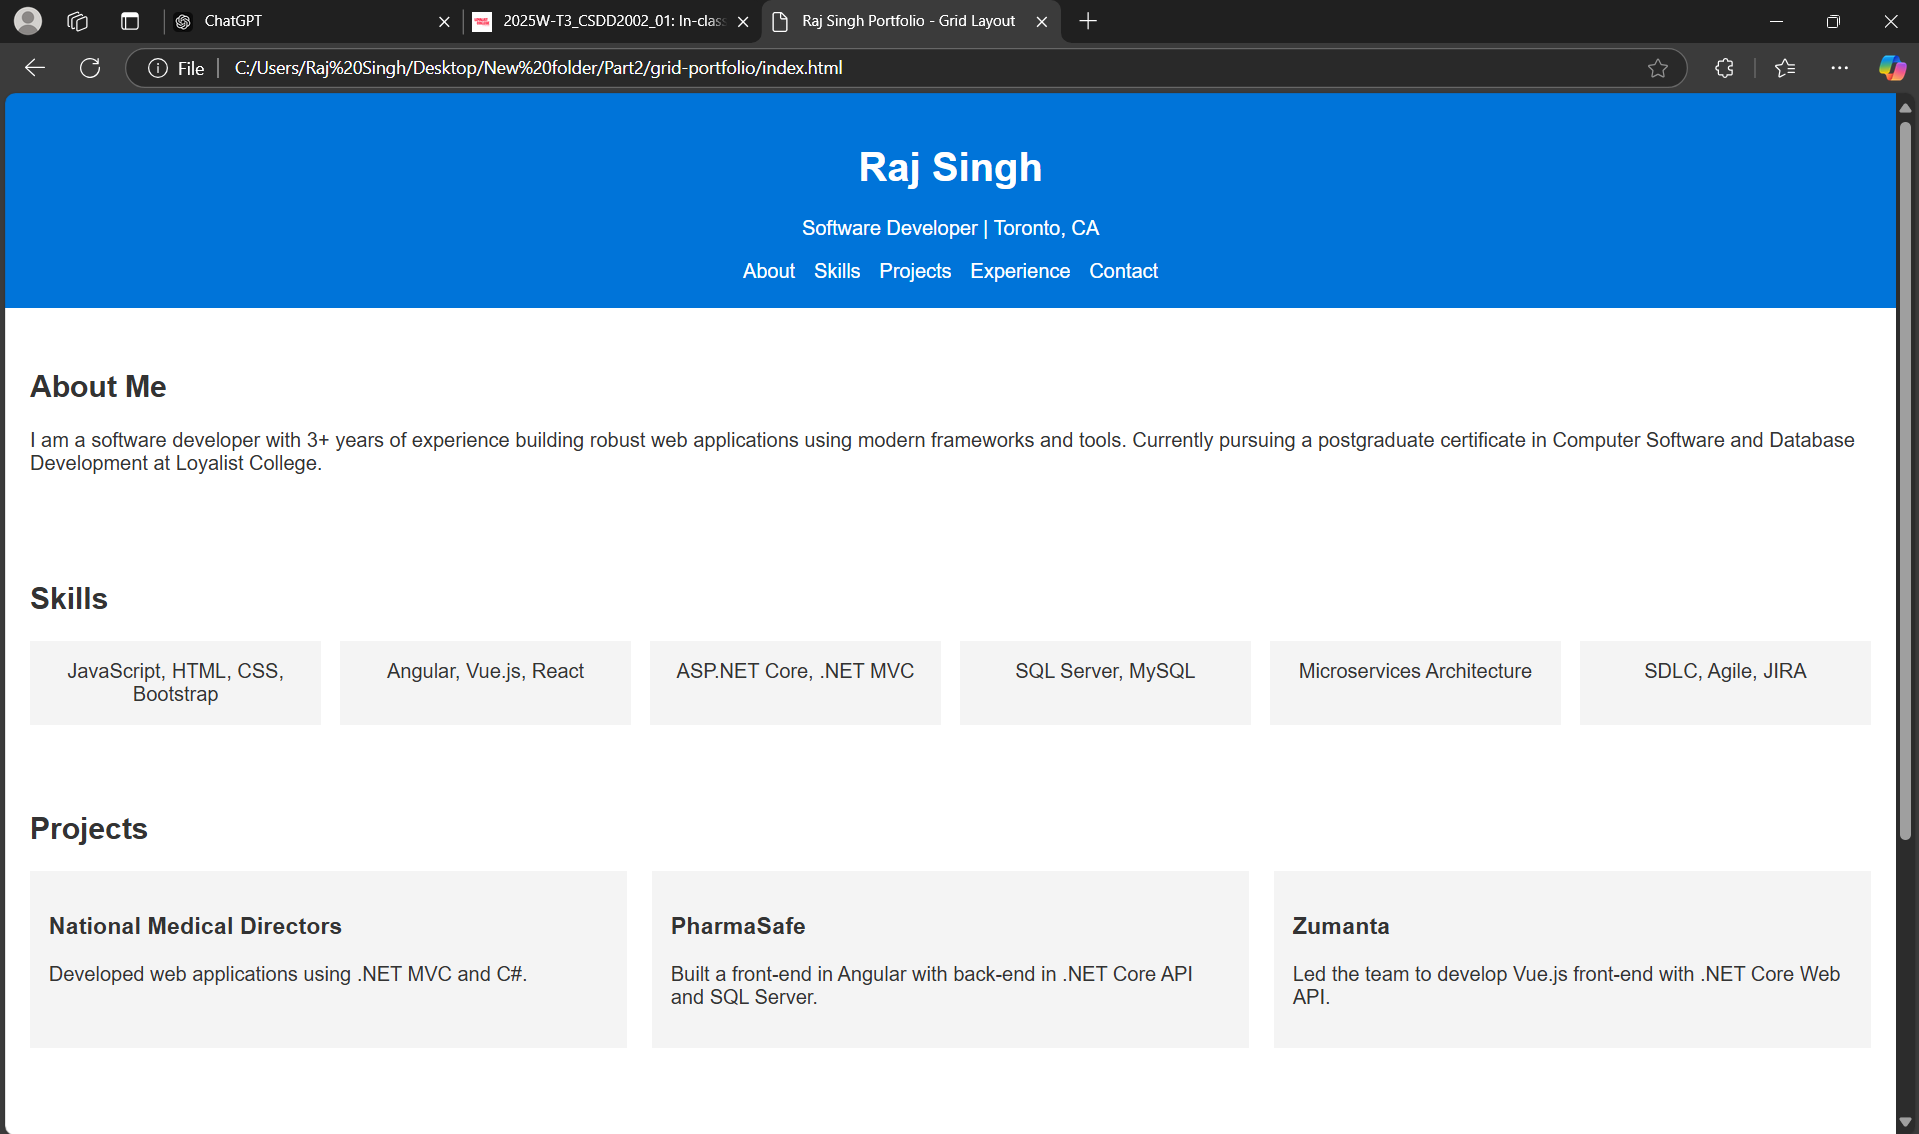 ChatGPT
2025W-T3_CSDD2002_01: In-clas
Raj Singh Portfolio - Grid Layout
File
C:/Users/Raj%20Singh/Desktop/New%20folder/Part2/grid-portfolio/index.html
Raj Singh
Software Developer | Toronto, CA
About Skills Projects Experience Contact
About Me
I am a software developer with 3+ years of experience building robust web applications using modern frameworks and tools. Currently pursuing a postgraduate certificate in Computer Software and Database
Development at Loyalist College.
Skills
JavaScript, HTML, CSS,
Bootstrap
Angular, Vue.js, React
ASP.NET Core, .NET MVC
SQL Server, MySQL
Microservices Architecture
SDLC, Agile, JIRA
Projects
National Medical Directors
Developed web applications using .NET MVC and C#.
PharmaSafe
Built a front-end in Angular with back-end in .NET Core API
and SQL Server.
Zumanta
Led the team to develop Vue.js front-end with .NET Core Web
API.